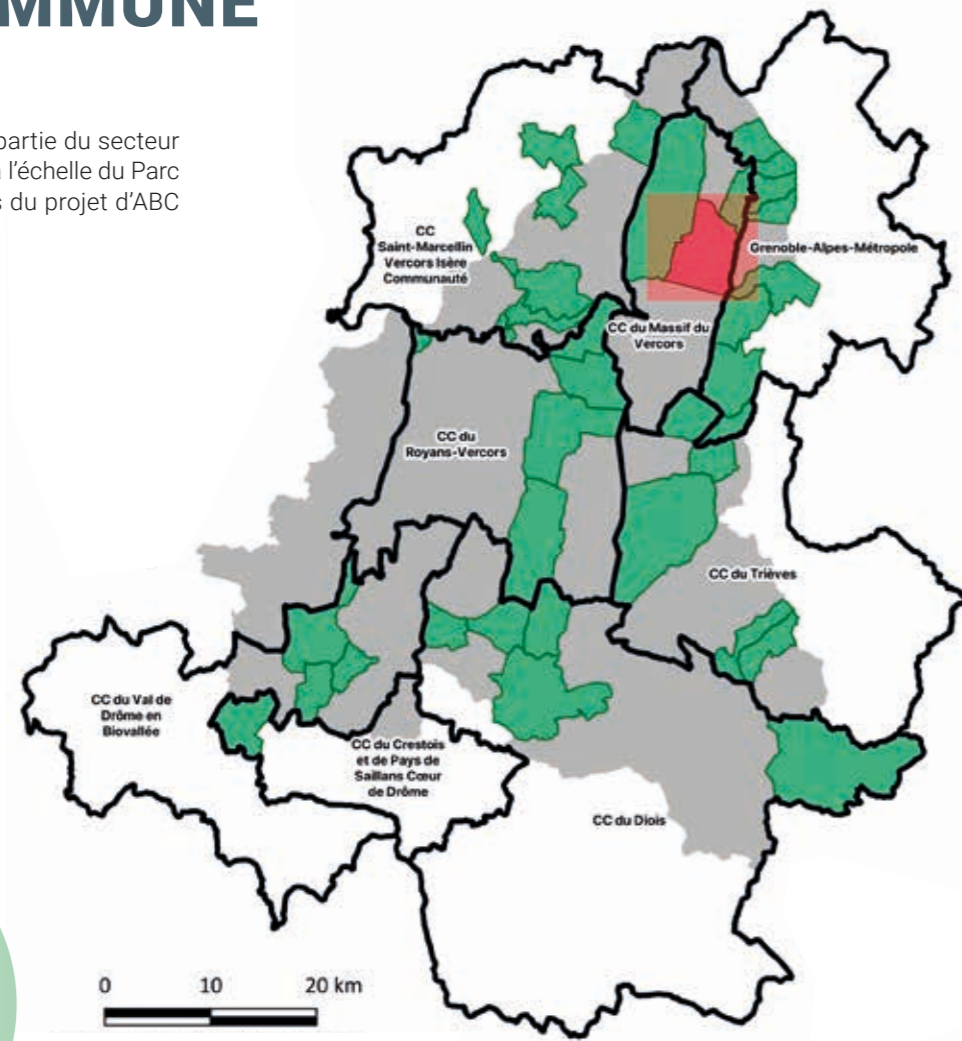 MMUNE
partie du secteur
l'échelle du Parc
du projet d'ABC
CC
Saint-Marcellin
Vercors Isère
Communauté
Grenoble-Alpes-Métropole
CC du Massif du
Vercors
CC du
Royans-Vercors
CC du Trièves
CC du Val de
Drôme en
Biovallée
CC du Crestois
et de Pays de
Saillans Cœur
de Drôme
CC du Diois
0 10 20 km